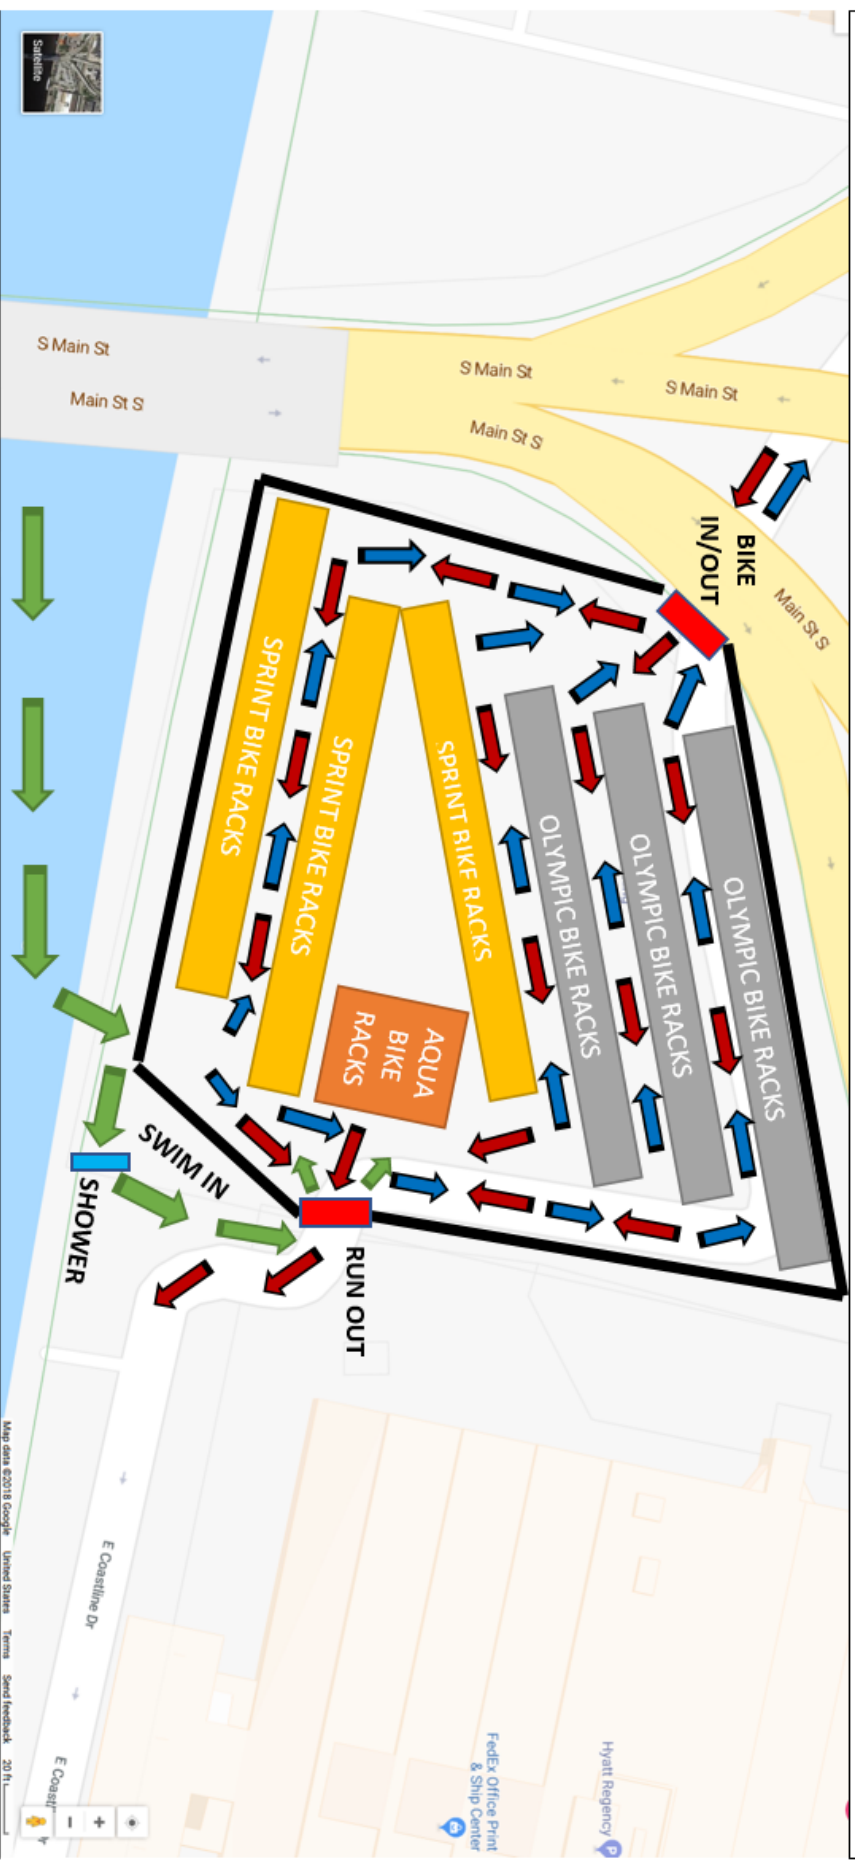 Satellite
S Main St
Main St S
S Main St
S Main St
Main St S
Main St S
BIKE
IN/OUT
SPRINT BIKE RACKS
SPRINT BIKE RACKS
SPRINT BIKE RACKS
OLYMPIC BIKE RACKS
OLYMPIC BIKE RACKS
OLYMPIC BIKE RACKS
AQUA
BIKE
RACKS
SWIM IN
SHOWER
RUN OUT
E Coastline Dr
E Coastl
Hyatt Regency
P
FedEx Office Print
& Ship Center
Map data ©2018 Google United States Terms Send feedback 20 ft